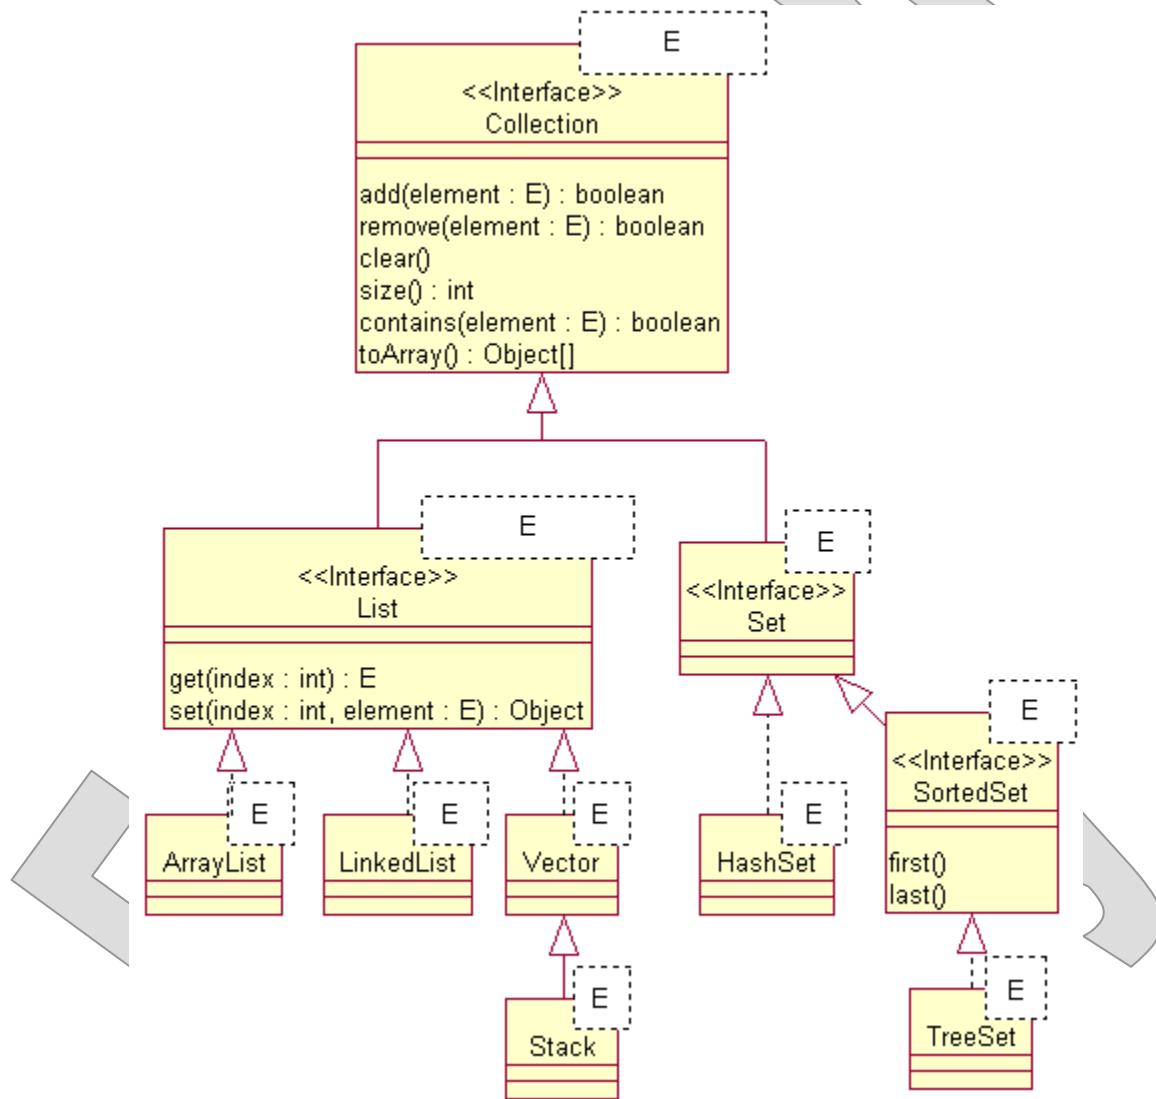 E
<<Interface>>
Collection
add(element : E) : boolean
remove(element : E) : boolean
clear()
size() : int
contains(element : E) : boolean
toArray() : Object[]
E
<<Interface>>
List
get(index : int) : E
set(index : int, element : E) : Object
E
<<Interface>>
Set
E
<<Interface>>
SortedSet
first()
last()
E
ArrayList
E
LinkedList
E
Vector
E
HashSet
E
Stack
E
TreeSet